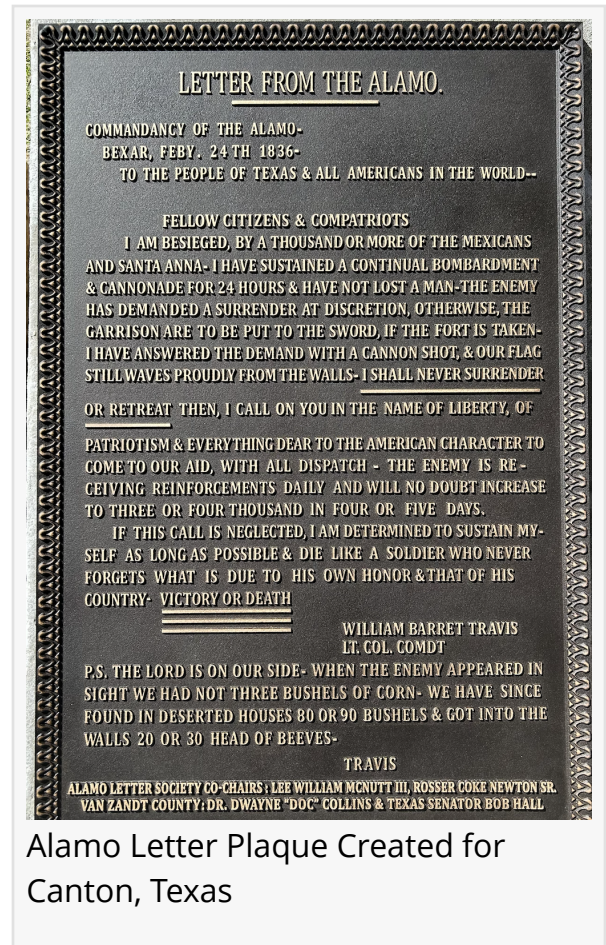 LETTER FROM THE ALAMO.
COMMANDANCY OF THE ALAMO-
BEXAR, FEBY. 24TH 1836-
TO THE PEOPLE OF TEXAS & ALL AMERICANS IN THE WORLD--
FELLOW CITIZENS & COMPATRIOTS
I AM BESIEGED, BY A THOUSAND OR MORE OF THE MEXICANS
AND SANTA ANNA- I HAVE SUSTAINED A CONTINUAL BOMBARDMENT
& CANNONADE FOR 24 HOURS & HAVE NOT LOST A MAN-THE ENEMY
HAS DEMANDED A SURRENDER AT DISCRETION, OTHERWISE, THE
GARRISON ARE TO BE PUT TO THE SWORD, IF THE FORT IS TAKEN-
I HAVE ANSWERED THE DEMAND WITH A CANNON SHOT, & OUR FLAG
STILL WAVES PROUDLY FROM THE WALLS- I SHALL NEVER SURRENDER
OR RETREAT THEN, I CALL ON YOU IN THE NAME OF LIBERTY, OF
PATRIOTISM & EVERYTHING DEAR TO THE AMERICAN CHARACTER TO
COME TO OUR AID, WITH ALL DISPATCH - THE ENEMY IS RE-
CEIVING REINFORCEMENTS DAILY AND WILL NO DOUBT INCREASE
TO THREE OR FOUR THOUSAND IN FOUR OR FIVE DAYS.
IF THIS CALL IS NEGLECTED, I AM DETERMINED TO SUSTAIN MY-
SELF AS LONG AS POSSIBLE & DIE LIKE A SOLDIER WHO NEVER
FORGETS WHAT IS DUE TO HIS OWN HONOR & THAT OF HIS
COUNTRY- VICTORY OR DEATH
WILLIAM BARRET TRAVIS
LT. COL. COMDT
P.S. THE LORD IS ON OUR SIDE- WHEN THE ENEMY APPEARED IN
SIGHT WE HAD NOT THREE BUSHELS OF CORN- WE HAVE SINCE
FOUND IN DESERTED HOUSES 80 OR 90 BUSHELS & GOT INTO THE
WALLS 20 OR 30 HEAD OF BEEVES-
TRAVIS
ALAMO LETTER SOCIETY CO-CHAIRS : LEE WILLIAM MCNUTT III, ROSSER COKE NEWTON SR.
VAN ZANDT COUNTY: DR. DWAYNE "DOC" COLLINS & TEXAS SENATOR BOB HALL
Alamo Letter Plaque Created for
Canton, Texas